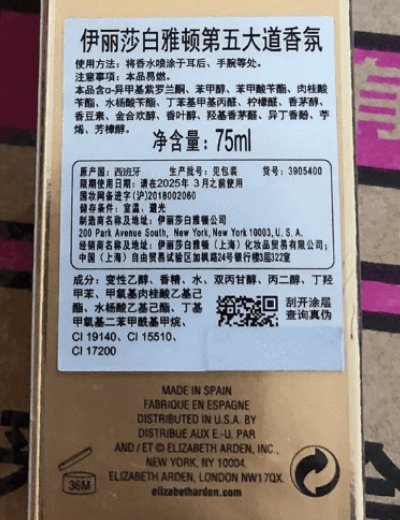 伊丽莎白雅顿第五大道香氛
使用方法：将香水喷涂于耳后、手腕等处。
注意事项：本品易燃。
本品含α-异甲基紫罗兰酮、苯甲醇、苯甲酸苄酯、肉桂酸
苄酯、水杨酸苄酯、丁苯基甲基丙醛、柠檬醛、香茅醇、
香豆素、金合欢醇、香叶醇、羟基香茅醛、异丁香酚、苧
烯、芳樟醇。
净含量：75ml
原产国：西班牙 生产批号：见包装 货号：3905400
限期使用日期：请在2025年 3月之前使用
国妆网备进字(沪)2018002060
储存条件：室温、避光
制造商名称及地址：伊丽莎白雅顿公司
200 Park Avenue South, New York, New York 10003, U.S.A.
经销商名称及地址：伊丽莎白雅顿（上海）化妆品贸易有限公司；
中国（上海）自由贸易试验区加枫路24号银行楼3层322室
成分：变性乙醇、香精、水、双丙甘醇、丙二醇、丁羟
甲苯、甲氧基肉桂酸乙基己
酯、水杨酸乙基己酯、丁基
甲氧基二苯甲酰基甲烷、
CI 19140、CI 15510、
CI 17200
刮开涂层
查询真伪
MADE IN SPAIN
FABRIQUE EN ESPAGNE
DISTRIBUTED IN U.S.A. BY
DISTRIBUE AUX E.-U. PAR
AND / ET © ELIZABETH ARDEN, INC.,
NEW YORK, NY 10004.
ELIZABETH ARDEN, LONDON NW17QX.
elizabetharden.com
36M